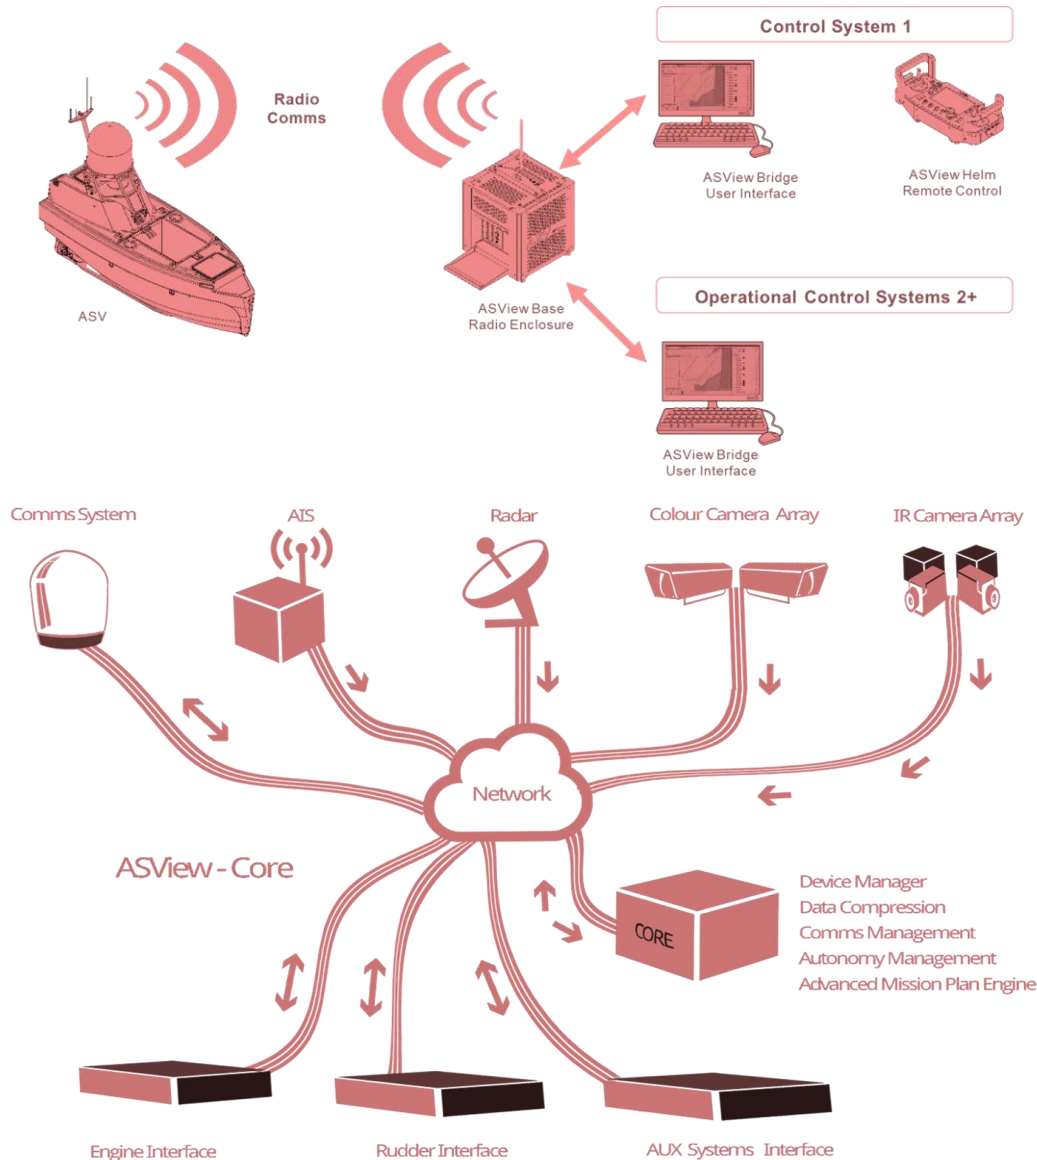 Control System 1
Radio
Comms
ASView Bridge
User Interface
ASView Helm
Remote Control
ASV
ASView Base
Radio Enclosure
Operational Control Systems 2+
ASView Bridge
User Interface
Comms System
AIS
Radar
Colour Camera Array
IR Camera Array
Network
ASView - Core
CORE
Device Manager
Data Compression
Comms Management
Autonomy Management
Advanced Mission Plan Engine
Engine Interface
Rudder Interface
AUX Systems Interface